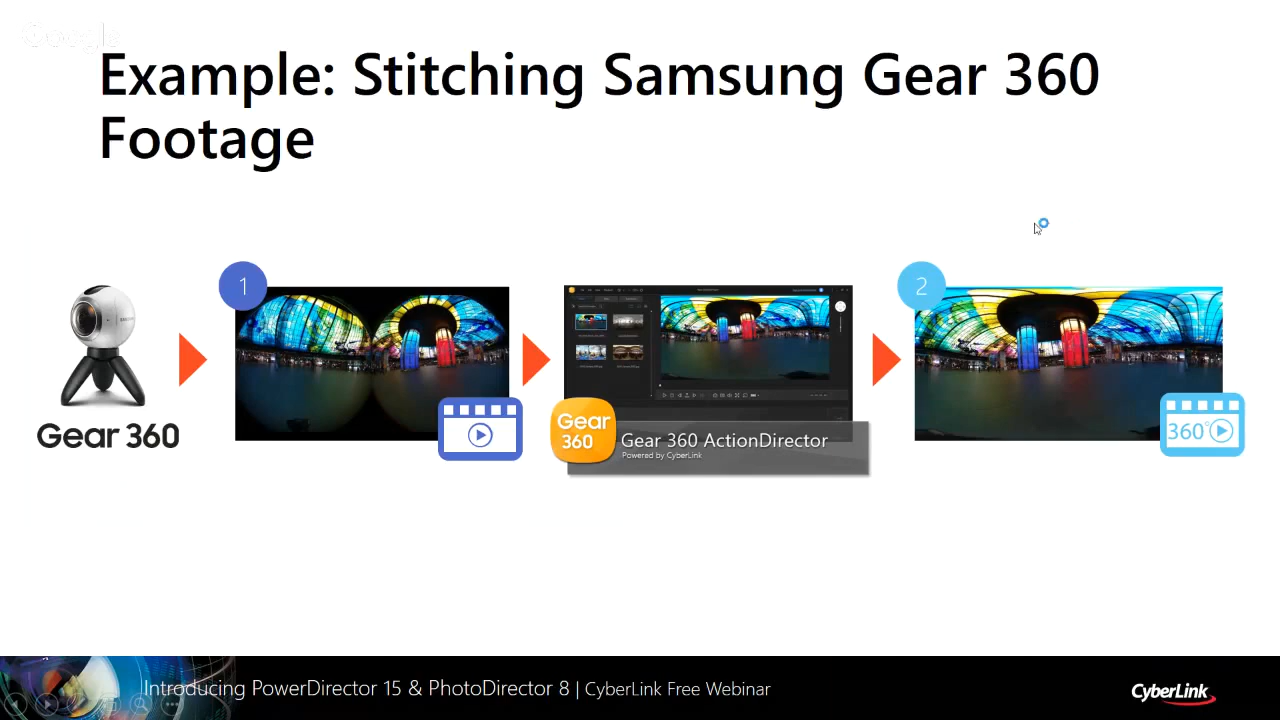 Google
Example: Stitching Samsung Gear 360
Footage
1
2
Gear 360
Gear
360
Gear 360 ActionDirector
Powered by CyberLink
360°
Introducing PowerDirector 15 & PhotoDirector 8 | CyberLink Free Webinar
CyberLink